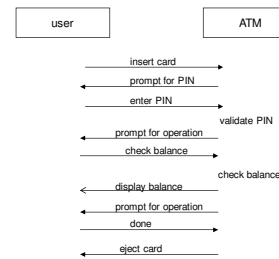 user
ATM
insert card
prompt for PIN
enter PIN
validate PIN
prompt for operation
check balance
check balance
display balance
prompt for operation
done
eject card